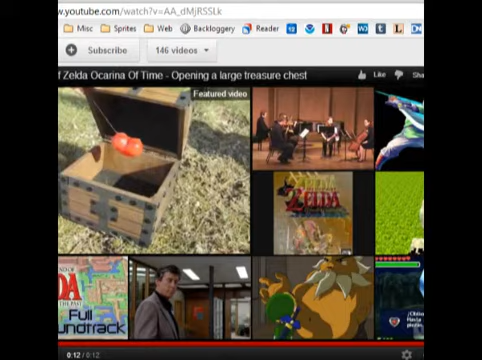 w.youtube.com/watch?v=AA_dMjRSSLk
Misc Sprites Web Backloggery Reader
Subscribe 146 videos
f Zelda Ocarina Of Time - Opening a large treasure chest Like Sha
Featured video
ZELDA
Full
undtrack
0:12 / 0:12